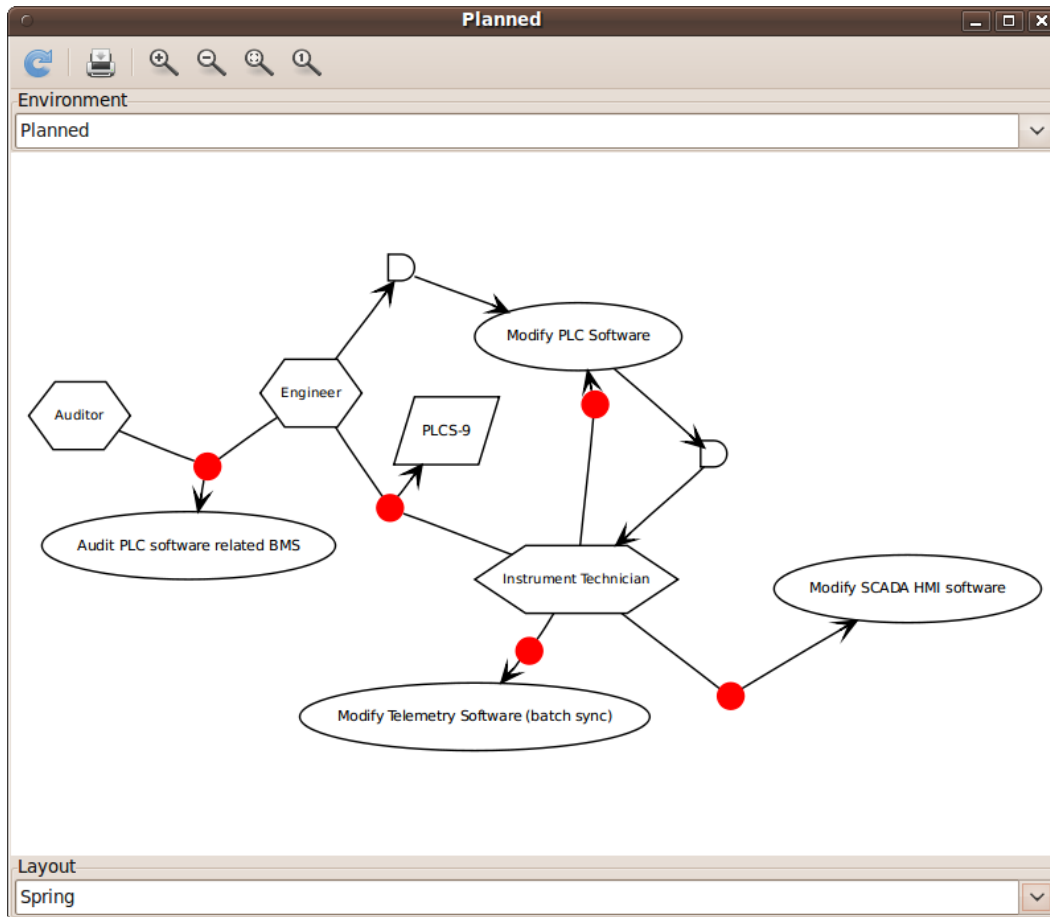 Planned
1
Environment
Planned
Modify PLC Software
Engineer
Auditor
PLCS-9
Audit PLC software related BMS
Instrument Technician
Modify SCADA HMI software
Modify Telemetry Software (batch sync)
Layout
Spring